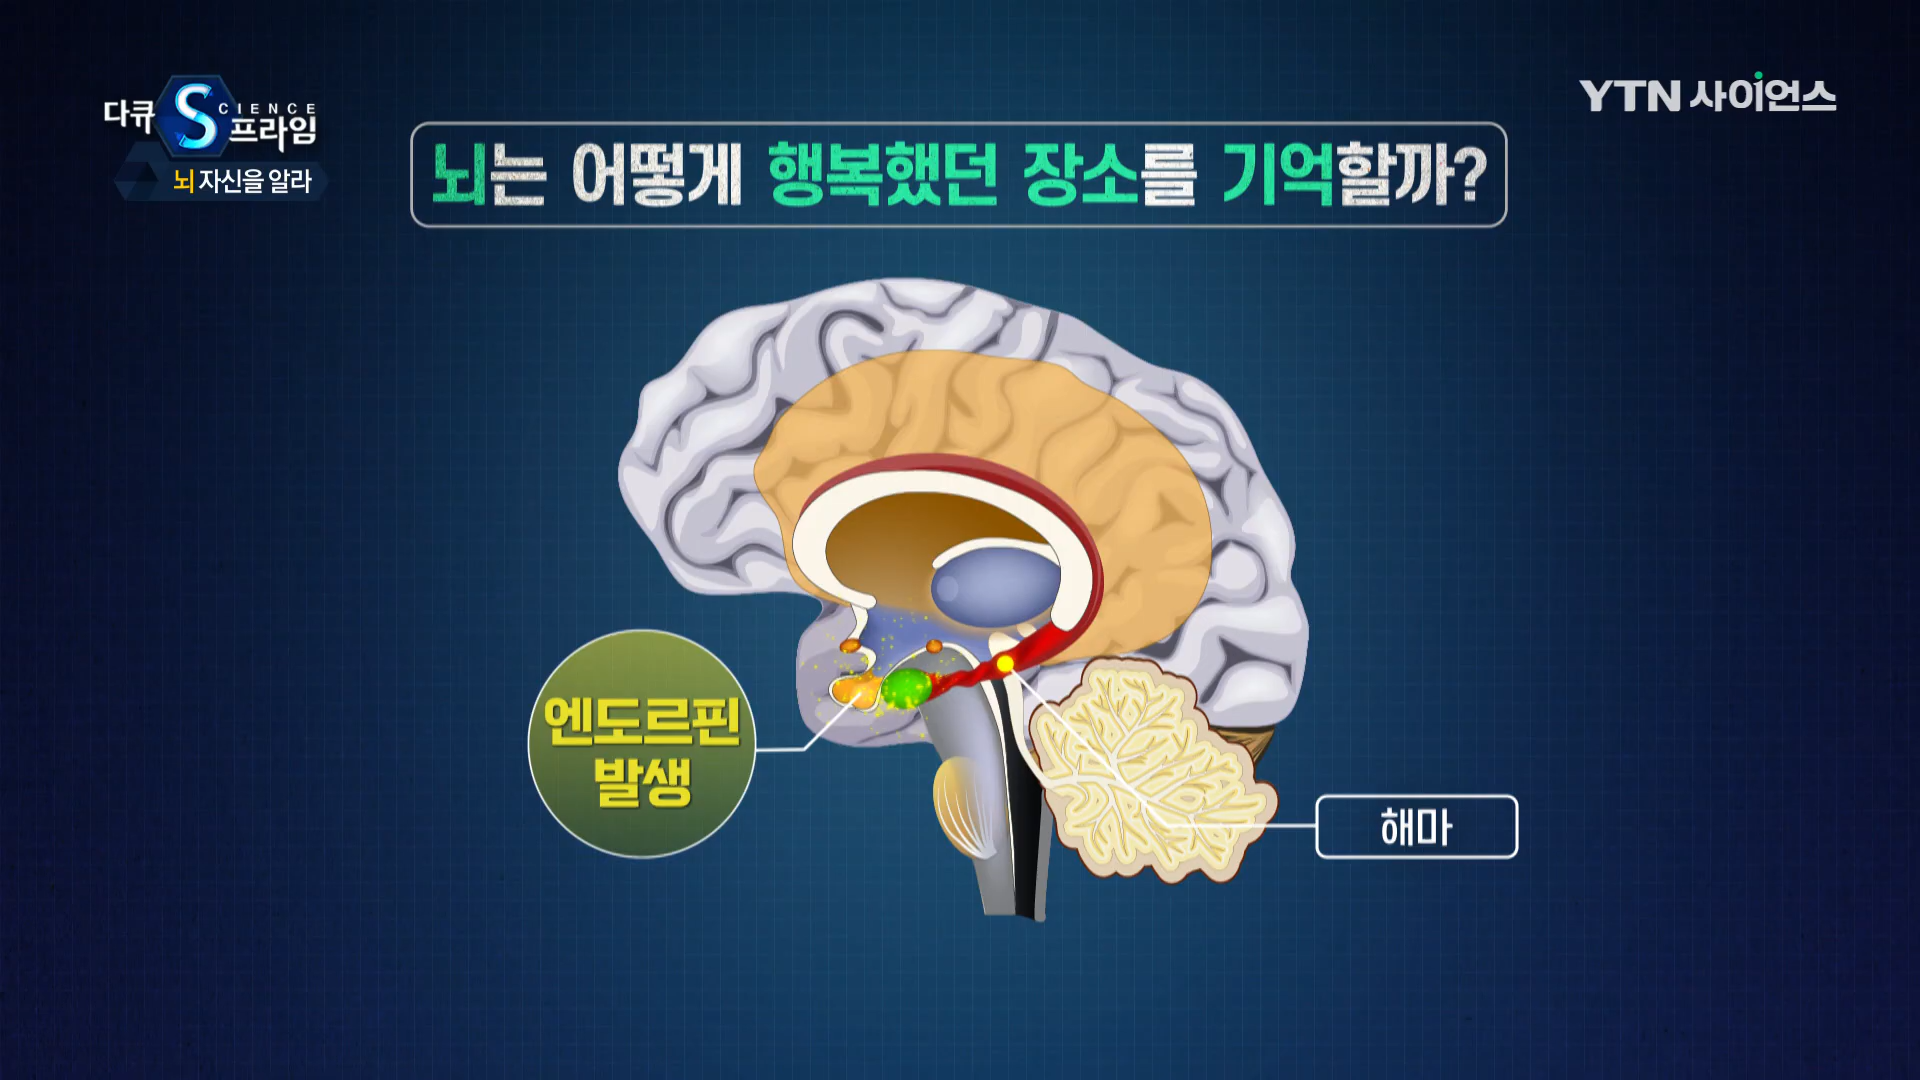 다큐 SCIENCE 프라임
뇌 자신을 알라
YTN 사이언스
뇌는 어떻게 행복했던 장소를 기억할까?
엔도르핀
발생
해마